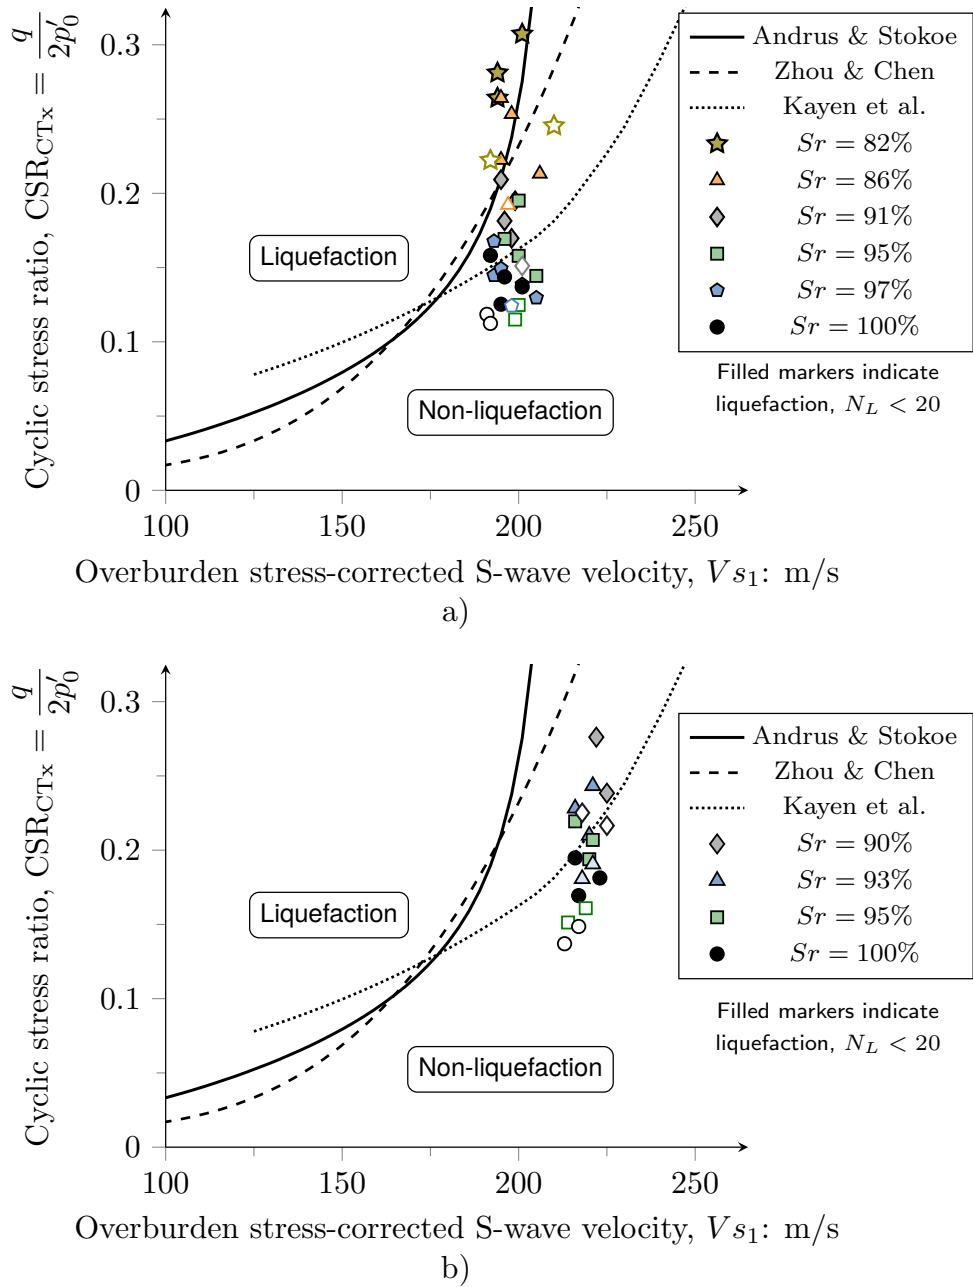 Cyclic stress ratio, CSR_CTx = q / 2p′_0
0.3
0.2
0.1
0
100
150
200
250
Liquefaction
Non-liquefaction
Andrus & Stokoe
Zhou & Chen
Kayen et al.
Sr = 82%
Sr = 86%
Sr = 91%
Sr = 95%
Sr = 97%
Sr = 100%
Filled markers indicate
liquefaction, N_L < 20
Overburden stress-corrected S-wave velocity, Vs_1: m/s
a)
Cyclic stress ratio, CSR_CTx = q / 2p′_0
0.3
0.2
0.1
0
100
150
200
250
Liquefaction
Non-liquefaction
Andrus & Stokoe
Zhou & Chen
Kayen et al.
Sr = 90%
Sr = 93%
Sr = 95%
Sr = 100%
Filled markers indicate
liquefaction, N_L < 20
Overburden stress-corrected S-wave velocity, Vs_1: m/s
b)